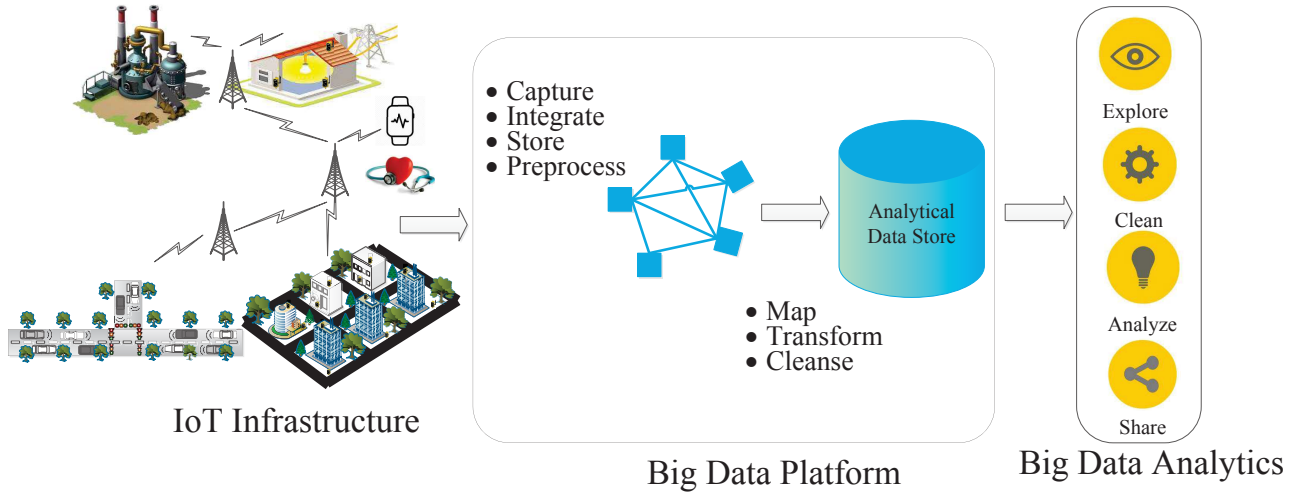 • Capture
• Integrate
• Store
• Preprocess
Analytical
Data Store
• Map
• Transform
• Cleanse
Explore
Clean
Analyze
Share
IoT Infrastructure
Big Data Platform
Big Data Analytics